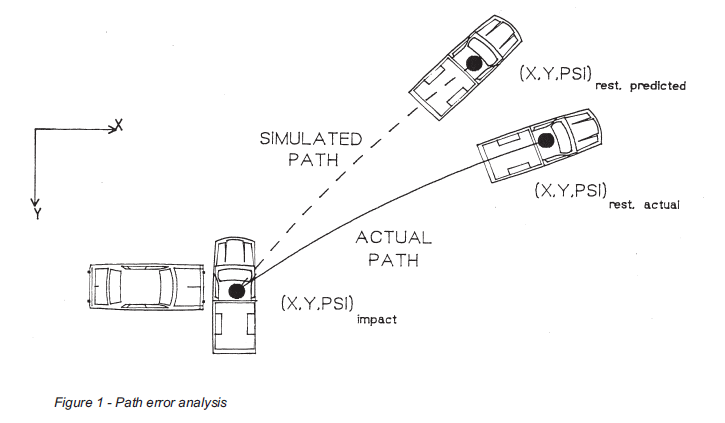 (X,Y,PSI) rest, predicted
X
SIMULATED
PATH
Y
(X,Y,PSI) rest, actual
ACTUAL
PATH
(X,Y,PSI) impact
Figure 1 - Path error analysis